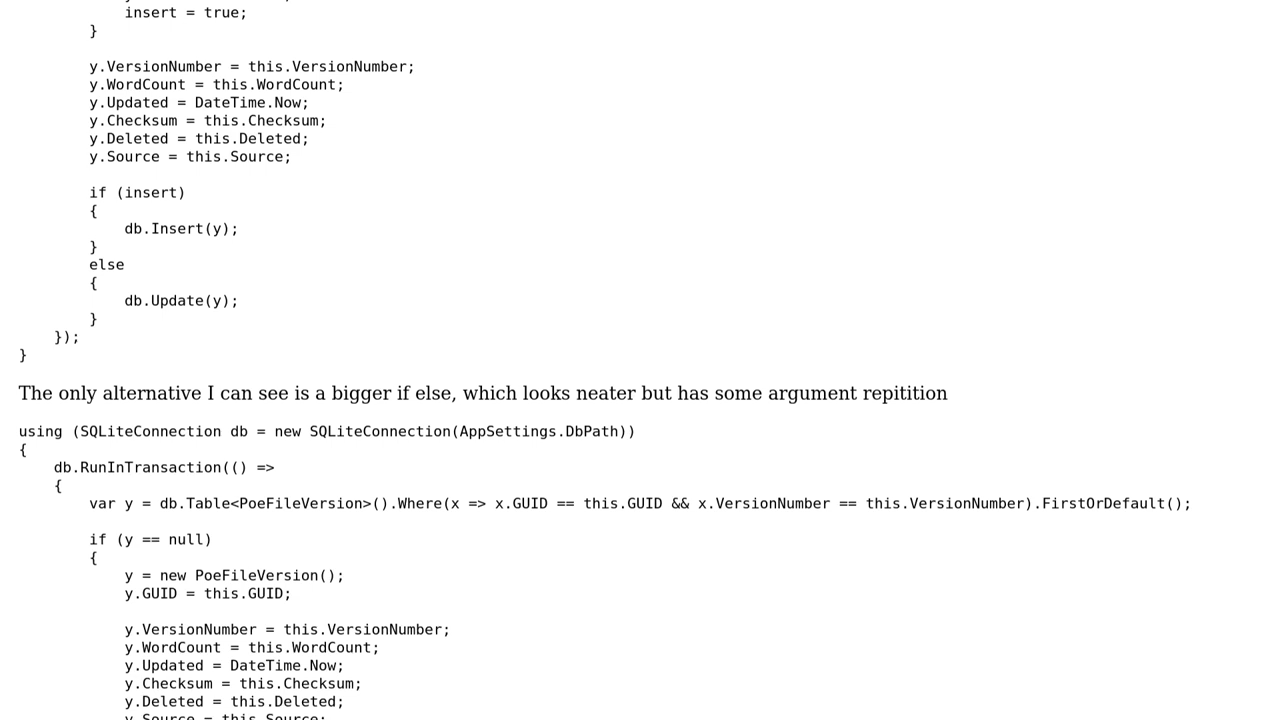 insert = true;
}
y.VersionNumber = this.VersionNumber;
y.WordCount = this.WordCount;
y.Updated = DateTime.Now;
y.Checksum = this.Checksum;
y.Deleted = this.Deleted;
y.Source = this.Source;
if (insert)
{
db.Insert(y);
}
else
{
db.Update(y);
}
});
}
The only alternative I can see is a bigger if else, which looks neater but has some argument repitition
using (SQLiteConnection db = new SQLiteConnection(AppSettings.DbPath))
{
db.RunInTransaction(() =>
{
var y = db.Table<PoeFileVersion>().Where(x => x.GUID == this.GUID && x.VersionNumber == this.VersionNumber).FirstOrDefault();
if (y == null)
{
y = new PoeFileVersion();
y.GUID = this.GUID;
y.VersionNumber = this.VersionNumber;
y.WordCount = this.WordCount;
y.Updated = DateTime.Now;
y.Checksum = this.Checksum;
y.Deleted = this.Deleted;
y.Source = this.Source;